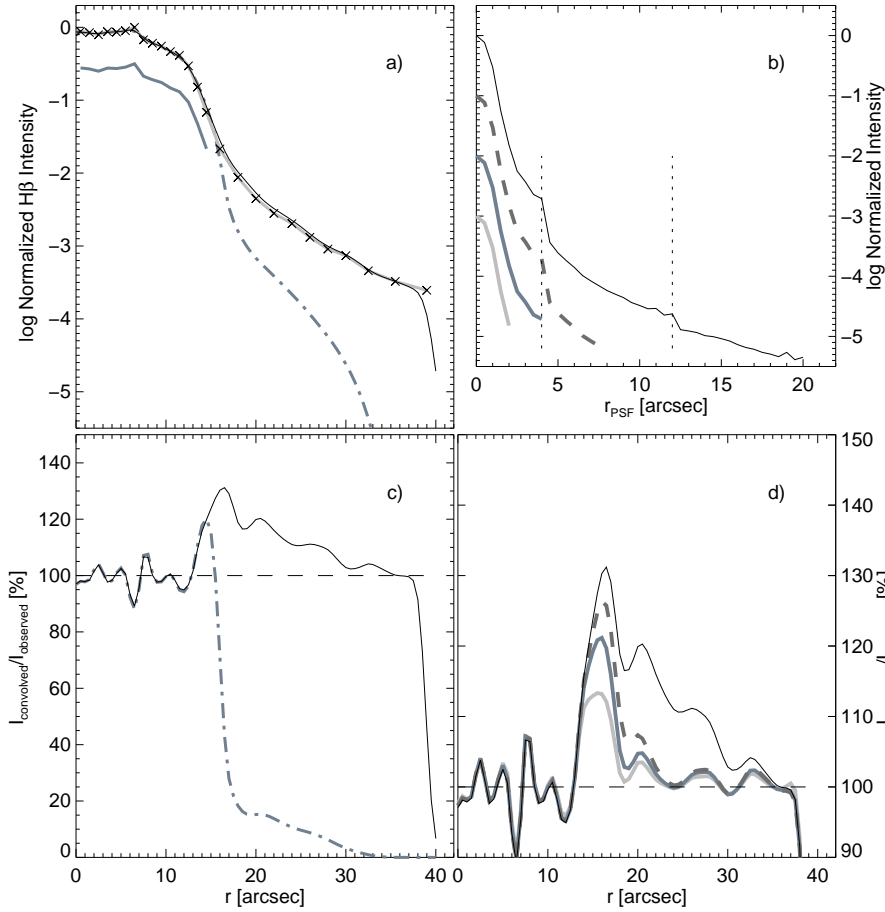 a)
log Normalized Hβ Intensity
0
−1
−2
−3
−4
−5
b)
log Normalized Intensity
0
−1
−2
−3
−4
−5
0 5 10 15 20
r_PSF [arcsec]
c)
I_convolved/I_observed [%]
140
120
100
80
60
40
20
0
0 10 20 30 40
r [arcsec]
d)
150
140
130
120
110
100
90
0 10 20 30 40
r [arcsec]